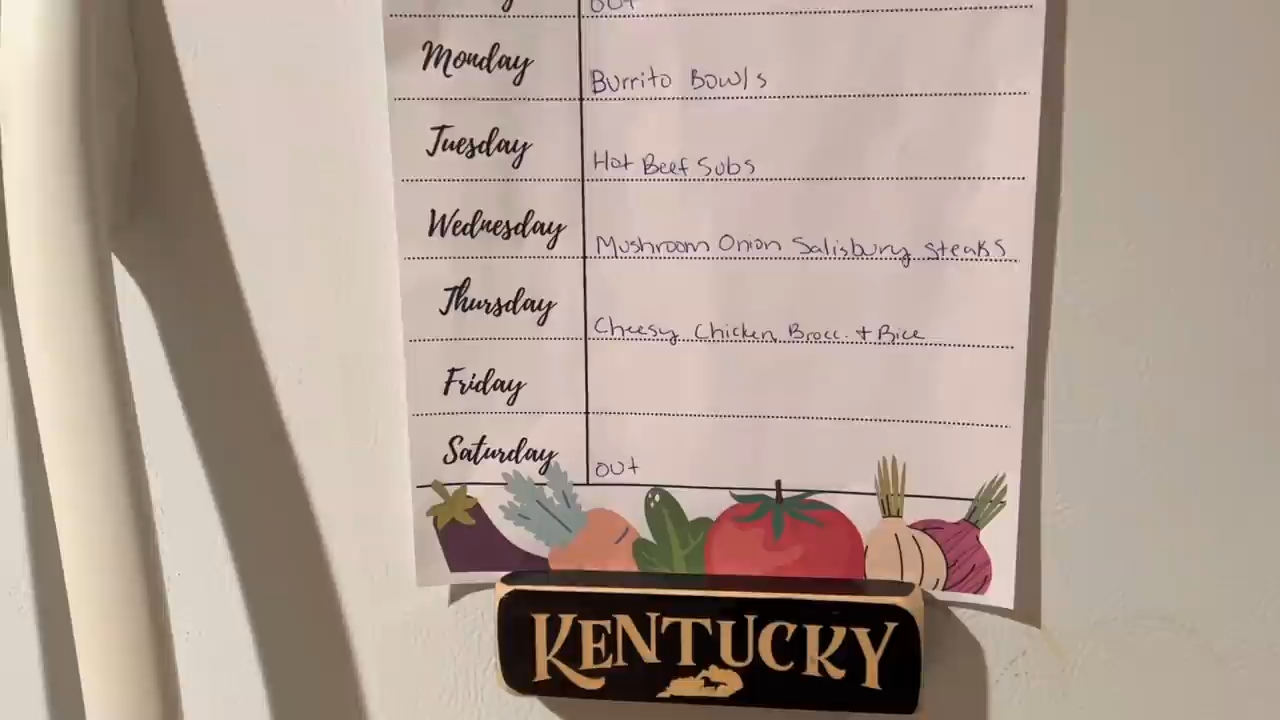 out
Monday
Burrito Bowls
Tuesday
Hot Beef Subs
Wednesday
Mushroom Onion Salisbury steaks
Thursday
Cheesy Chicken, Brocc. + Rice
Friday
Saturday
out
KENTUCKY